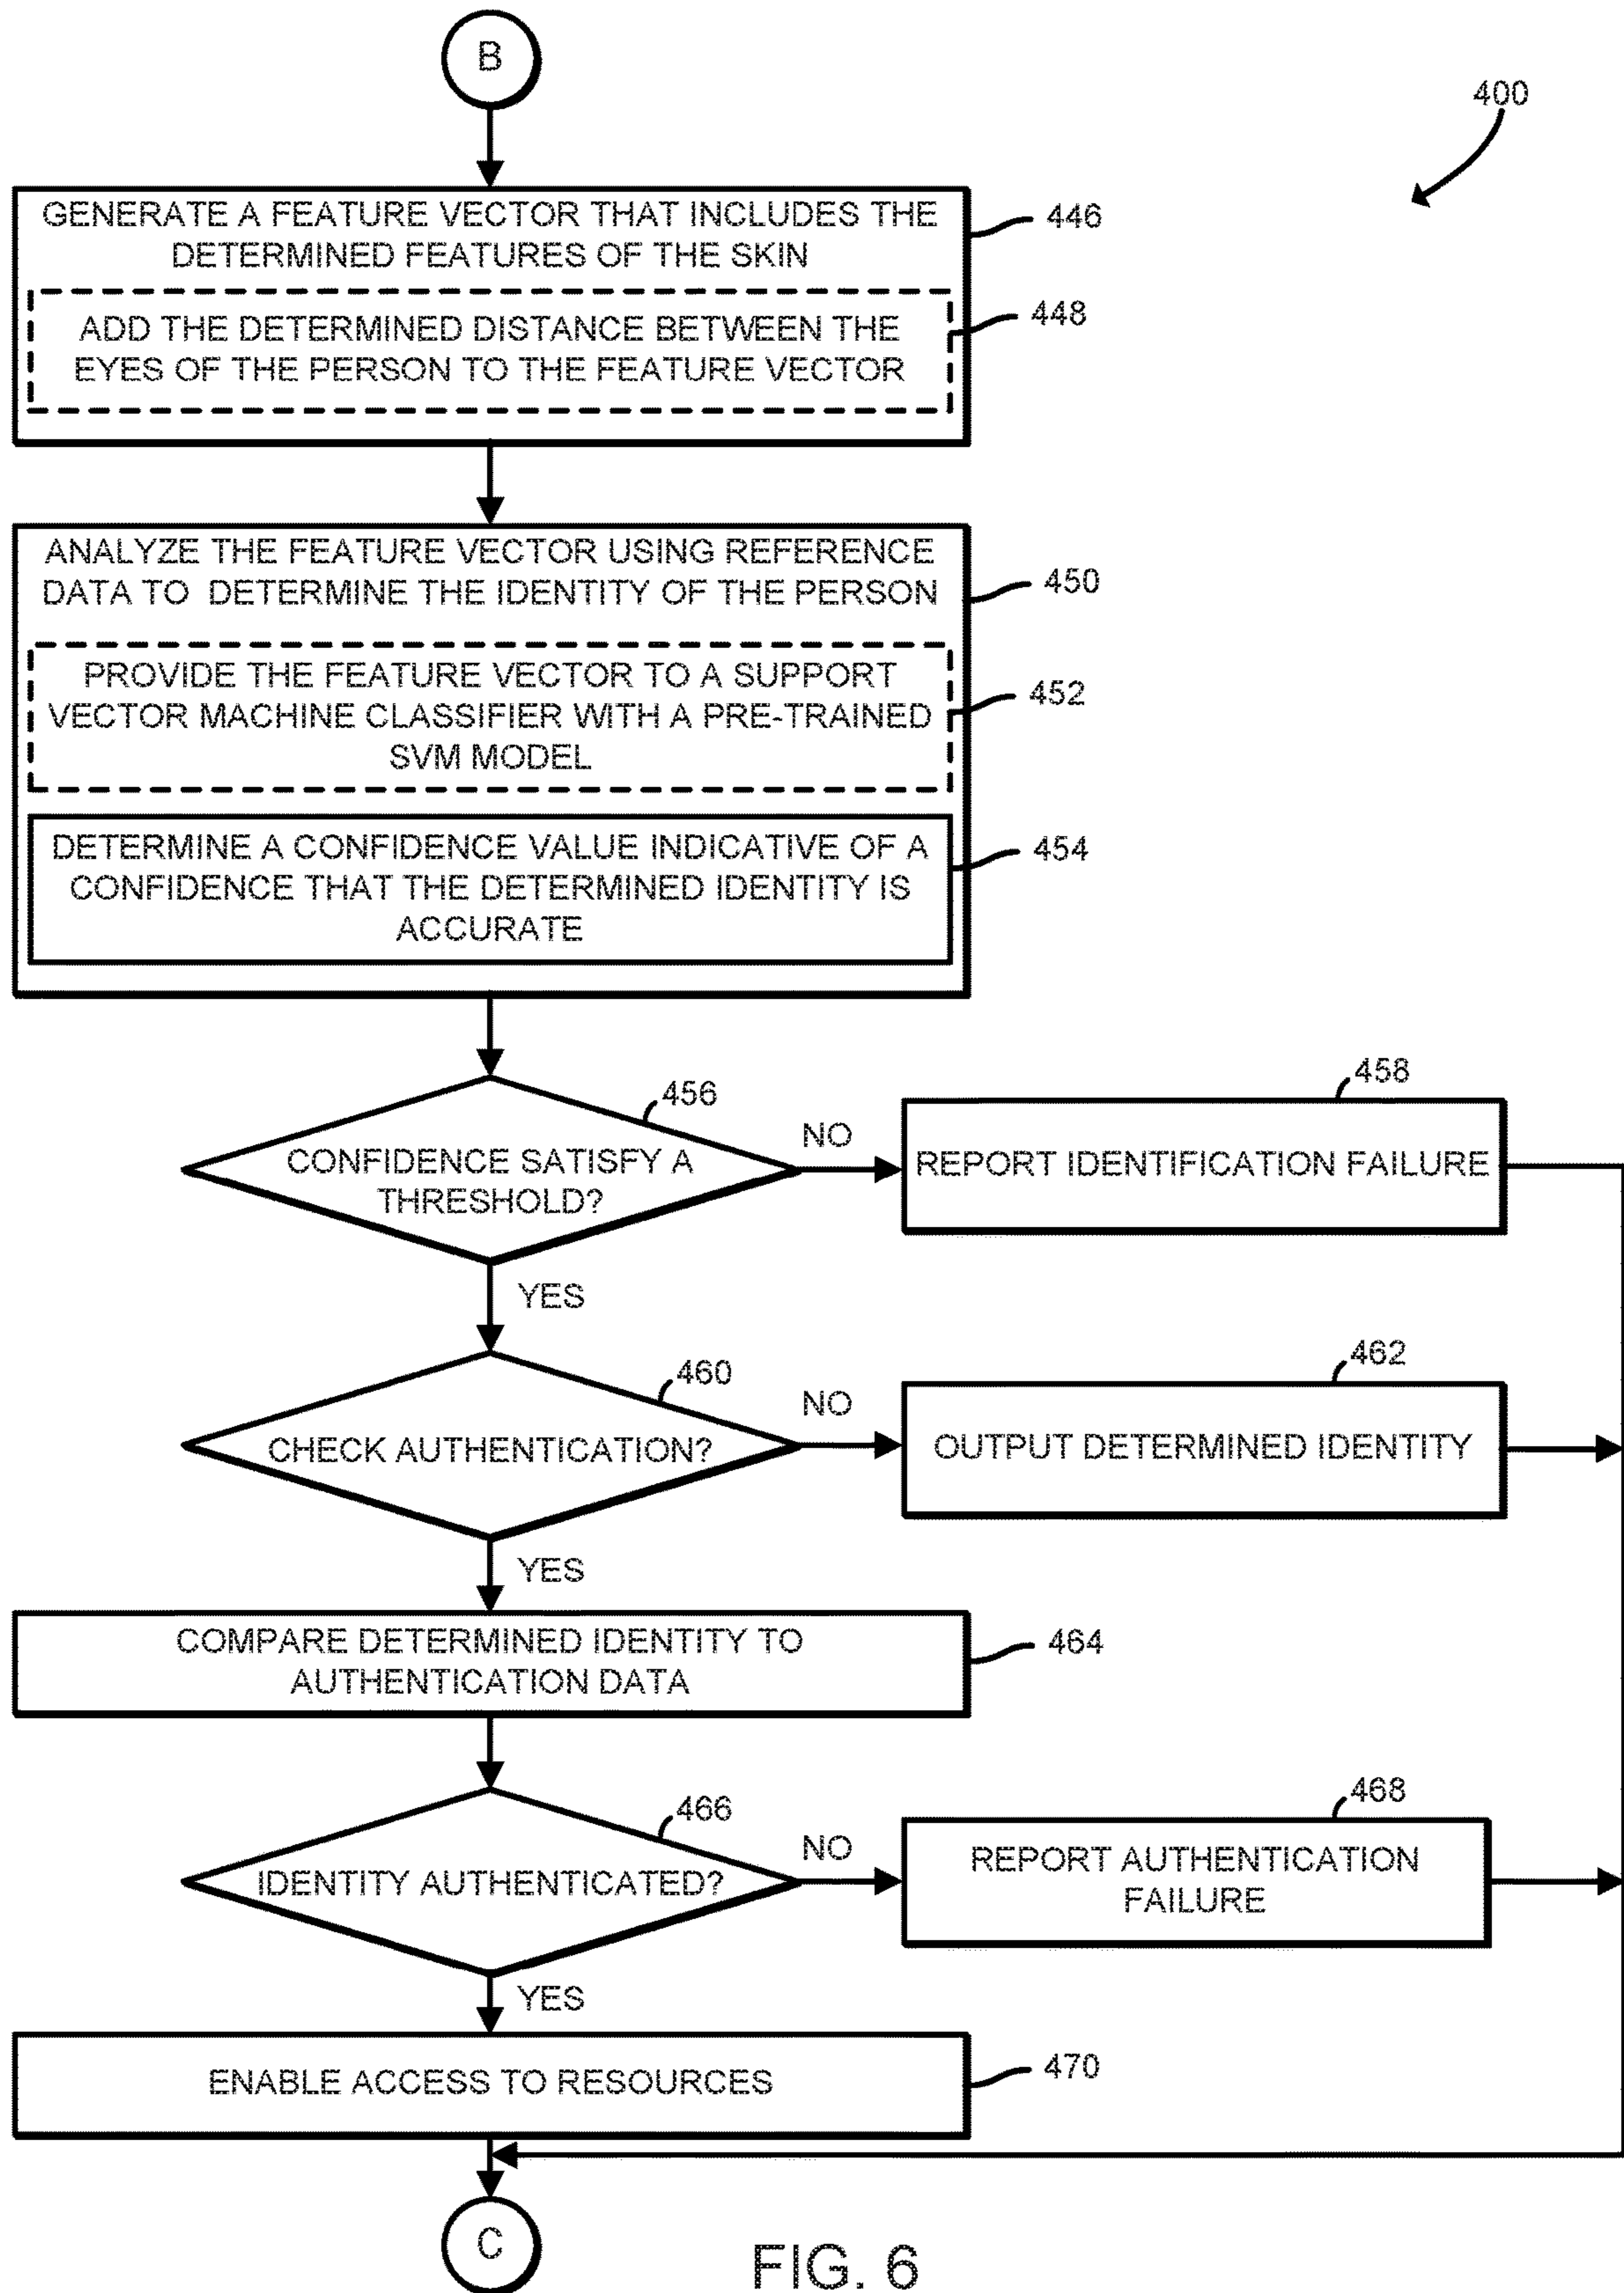 B
400
GENERATE A FEATURE VECTOR THAT INCLUDES THE
DETERMINED FEATURES OF THE SKIN
446
ADD THE DETERMINED DISTANCE BETWEEN THE
EYES OF THE PERSON TO THE FEATURE VECTOR
448
ANALYZE THE FEATURE VECTOR USING REFERENCE
DATA TO DETERMINE THE IDENTITY OF THE PERSON
450
PROVIDE THE FEATURE VECTOR TO A SUPPORT
VECTOR MACHINE CLASSIFIER WITH A PRE-TRAINED
SVM MODEL
452
DETERMINE A CONFIDENCE VALUE INDICATIVE OF A
CONFIDENCE THAT THE DETERMINED IDENTITY IS
ACCURATE
454
456
CONFIDENCE SATISFY A
THRESHOLD?
NO
458
REPORT IDENTIFICATION FAILURE
YES
460
CHECK AUTHENTICATION?
NO
462
OUTPUT DETERMINED IDENTITY
YES
COMPARE DETERMINED IDENTITY TO
AUTHENTICATION DATA
464
466
IDENTITY AUTHENTICATED?
NO
468
REPORT AUTHENTICATION
FAILURE
YES
ENABLE ACCESS TO RESOURCES
470
C
FIG. 6